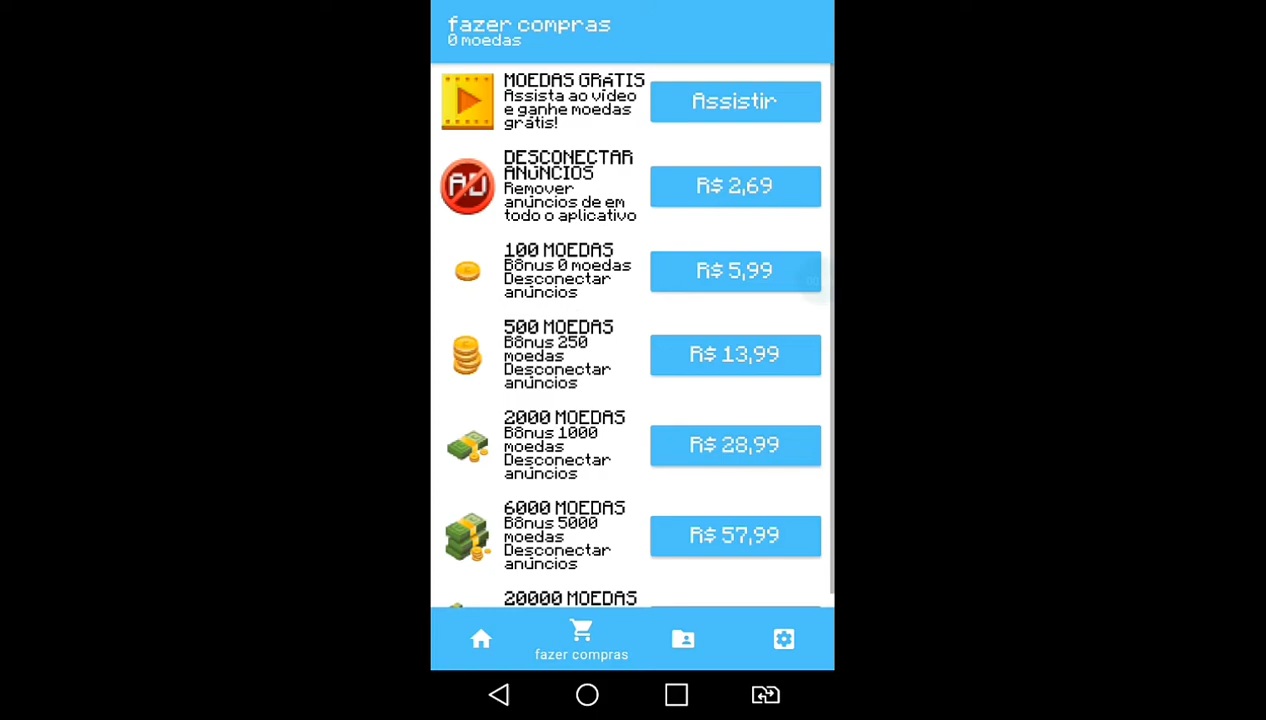 fazer compras
0 moedas
MOEDAS GRÁTIS
Assista ao vídeo
e ganhe moedas
grátis!
Assistir
AD
DESCONECTAR
ANÚNCIOS
Remover
anúncios de em
todo o aplicativo
R$ 2,69
100 MOEDAS
Bônus 0 moedas
Desconectar
anúncios
R$ 5,99
500 MOEDAS
Bônus 250
moedas
Desconectar
anúncios
R$ 13,99
2000 MOEDAS
Bônus 1000
moedas
Desconectar
anúncios
R$ 28,99
6000 MOEDAS
Bônus 5000
moedas
Desconectar
anúncios
R$ 57,99
20000 MOEDAS
fazer compras